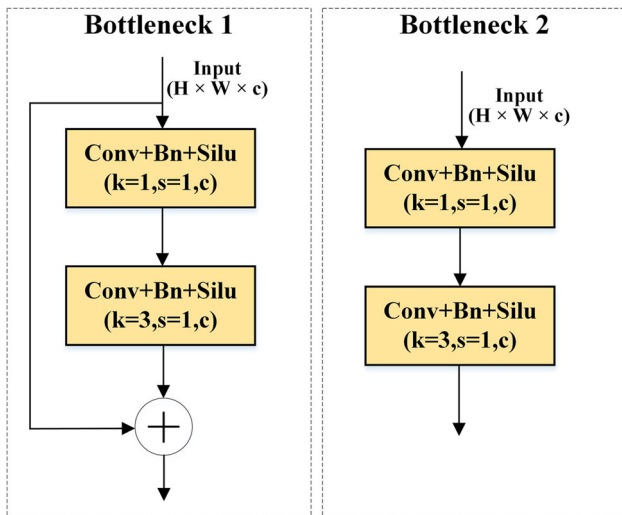 Bottleneck 1
Input
(H × W × c)
Conv+Bn+Silu
(k=1,s=1,c)
Conv+Bn+Silu
(k=3,s=1,c)
+
Bottleneck 2
Input
(H × W × c)
Conv+Bn+Silu
(k=1,s=1,c)
Conv+Bn+Silu
(k=3,s=1,c)